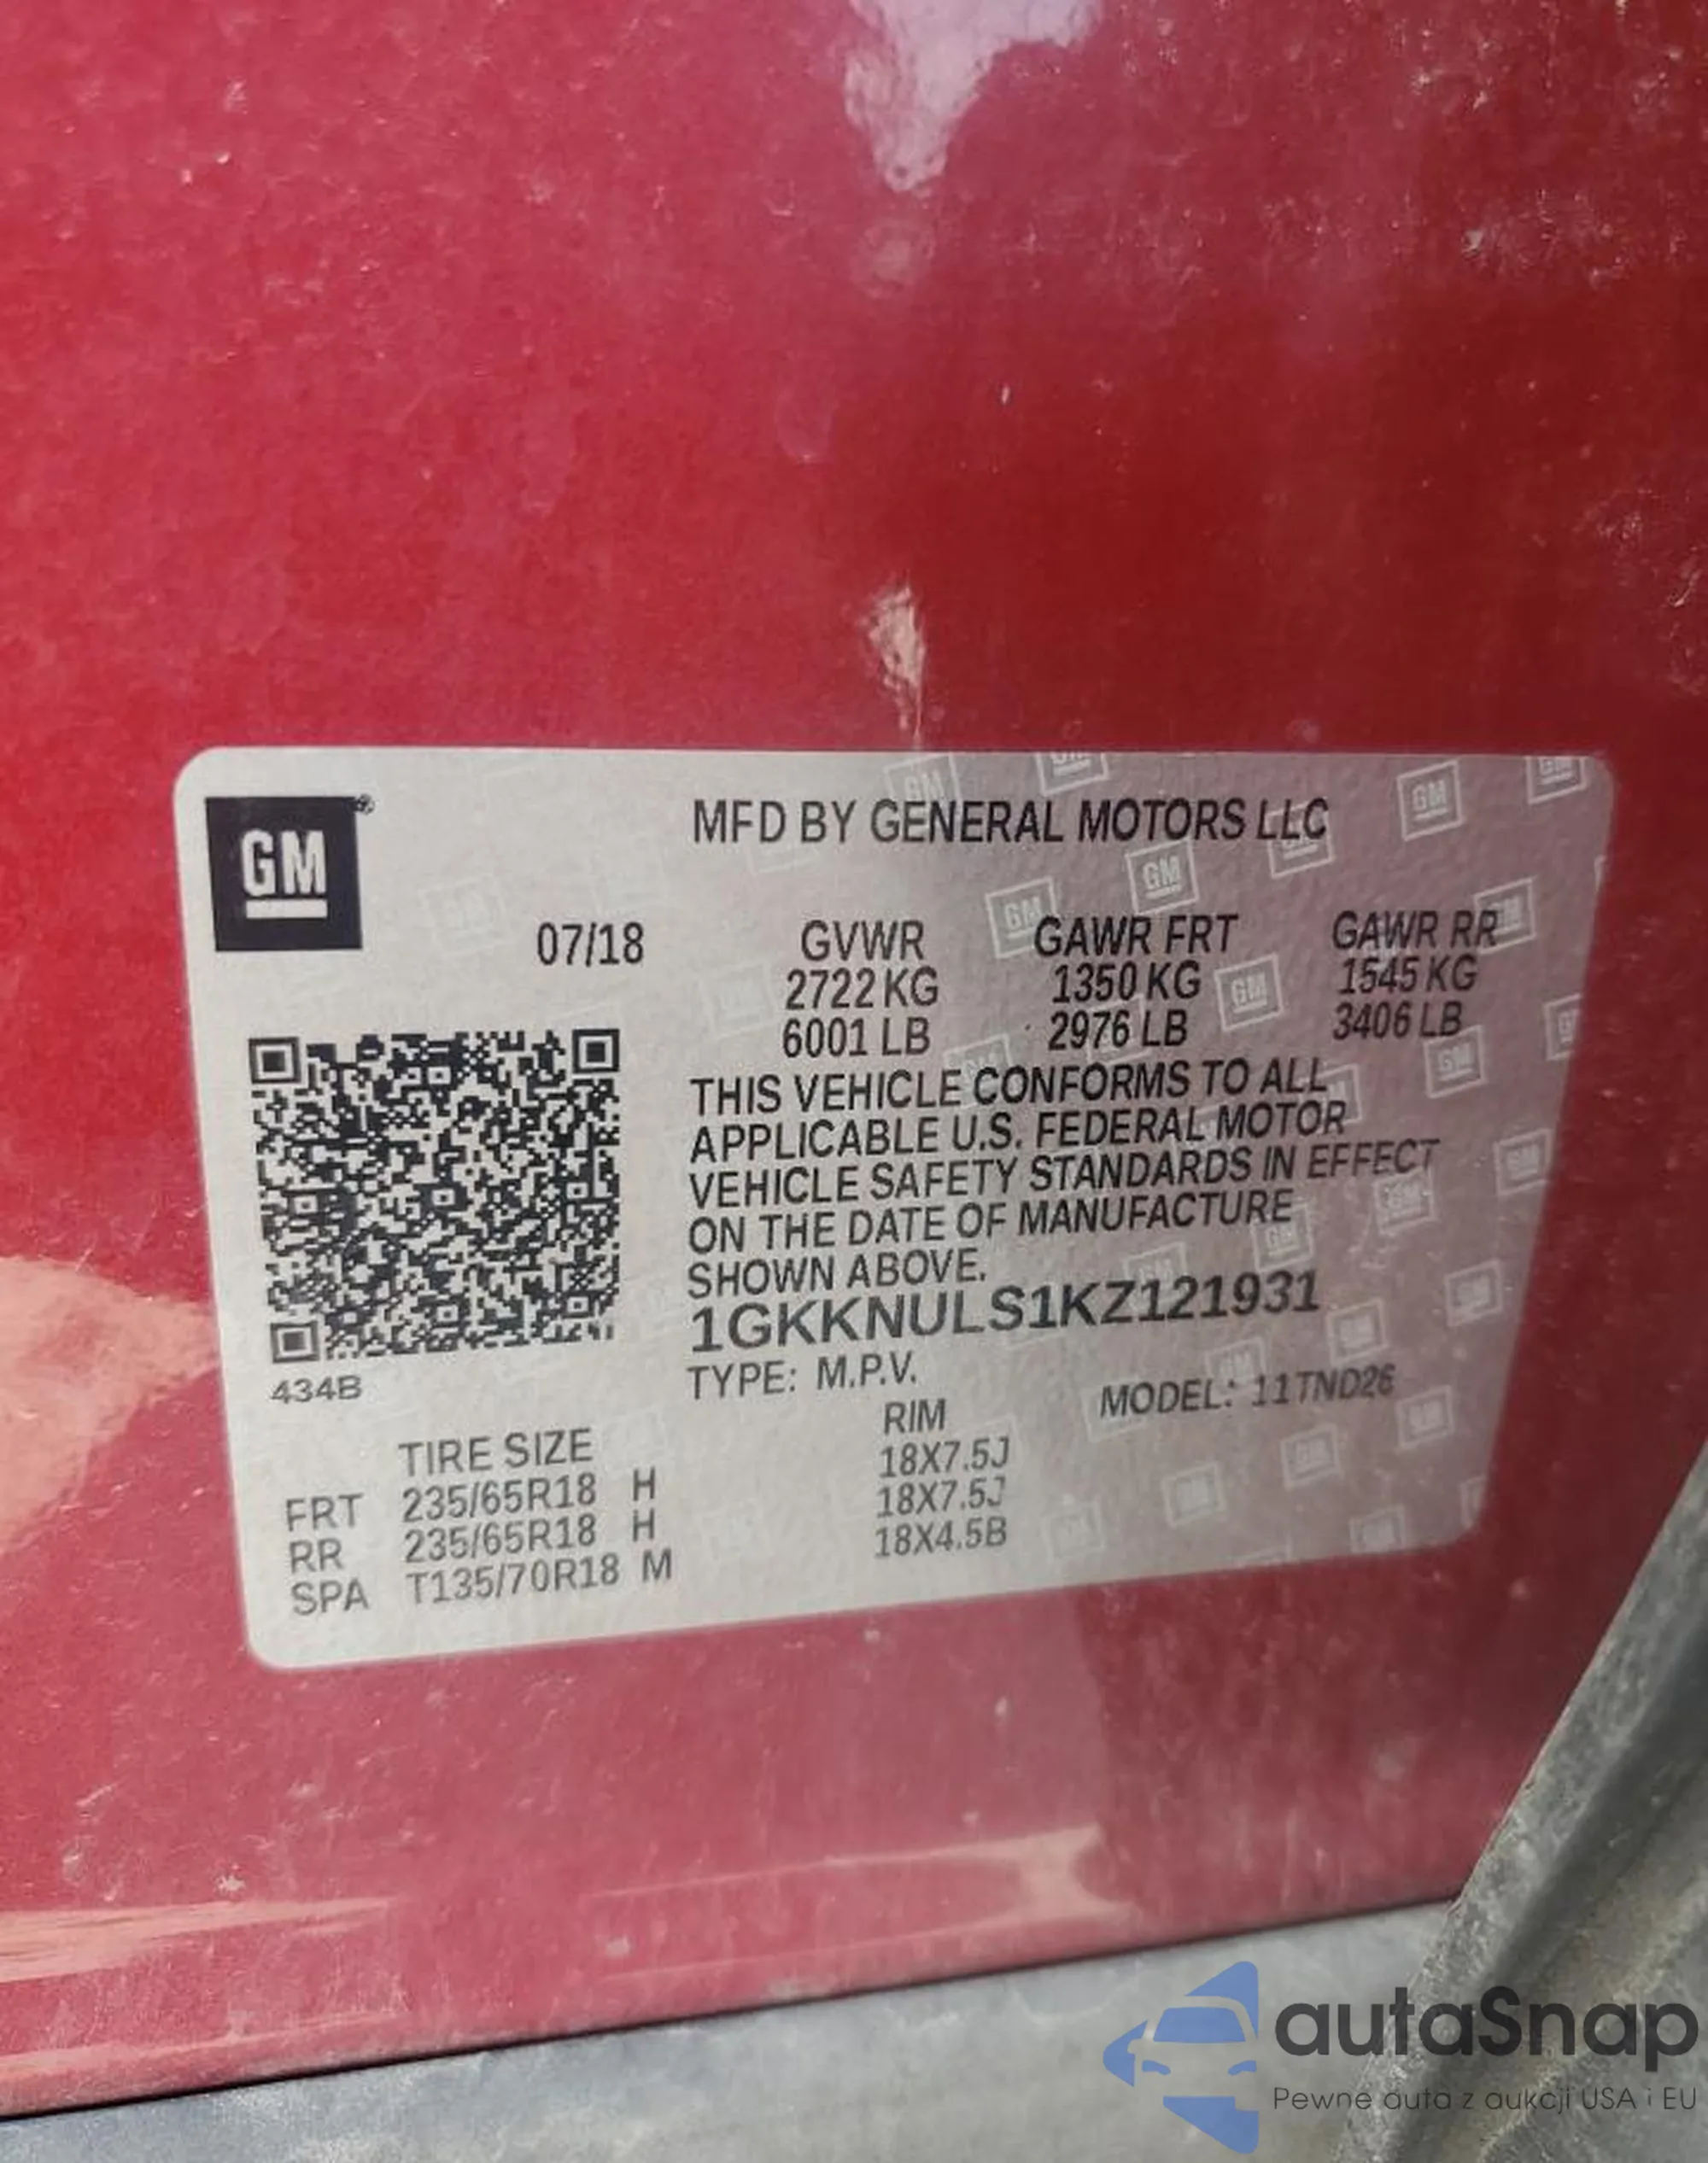 GM®
MFD BY GENERAL MOTORS LLC
07/18 GVWR GAWR FRT GAWR RR
2722 KG 1350 KG 1545 KG
6001 LB 2976 LB 3406 LB
THIS VEHICLE CONFORMS TO ALL
APPLICABLE U.S. FEDERAL MOTOR
VEHICLE SAFETY STANDARDS IN EFFECT
ON THE DATE OF MANUFACTURE
SHOWN ABOVE.
1GKKNULS1KZ121931
434B
TYPE: M.P.V. MODEL: 11TND26
TIRE SIZE RIM
FRT 235/65R18 H 18X7.5J
RR 235/65R18 H 18X7.5J
SPA T135/70R18 M 18X4.5B
autaSnap
Pewne auta z aukcji USA i EU